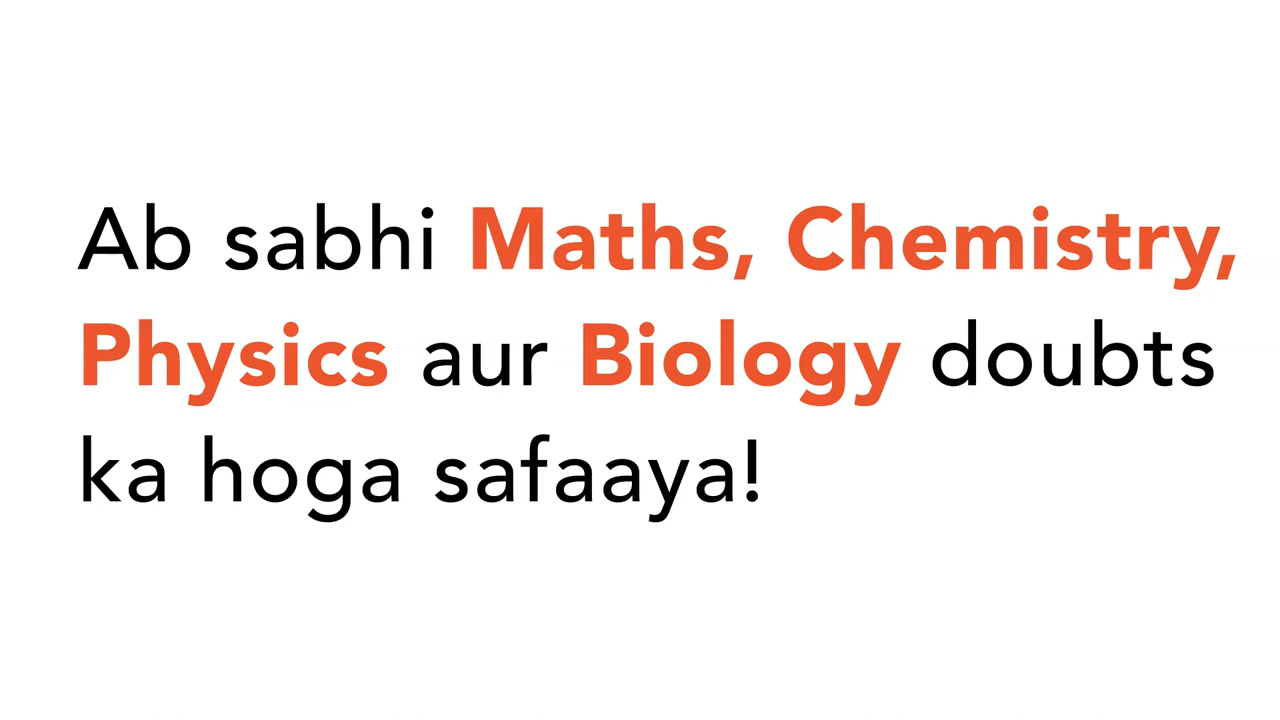 Ab sabhi Maths, Chemistry,
Physics aur Biology doubts
ka hoga safaaya!